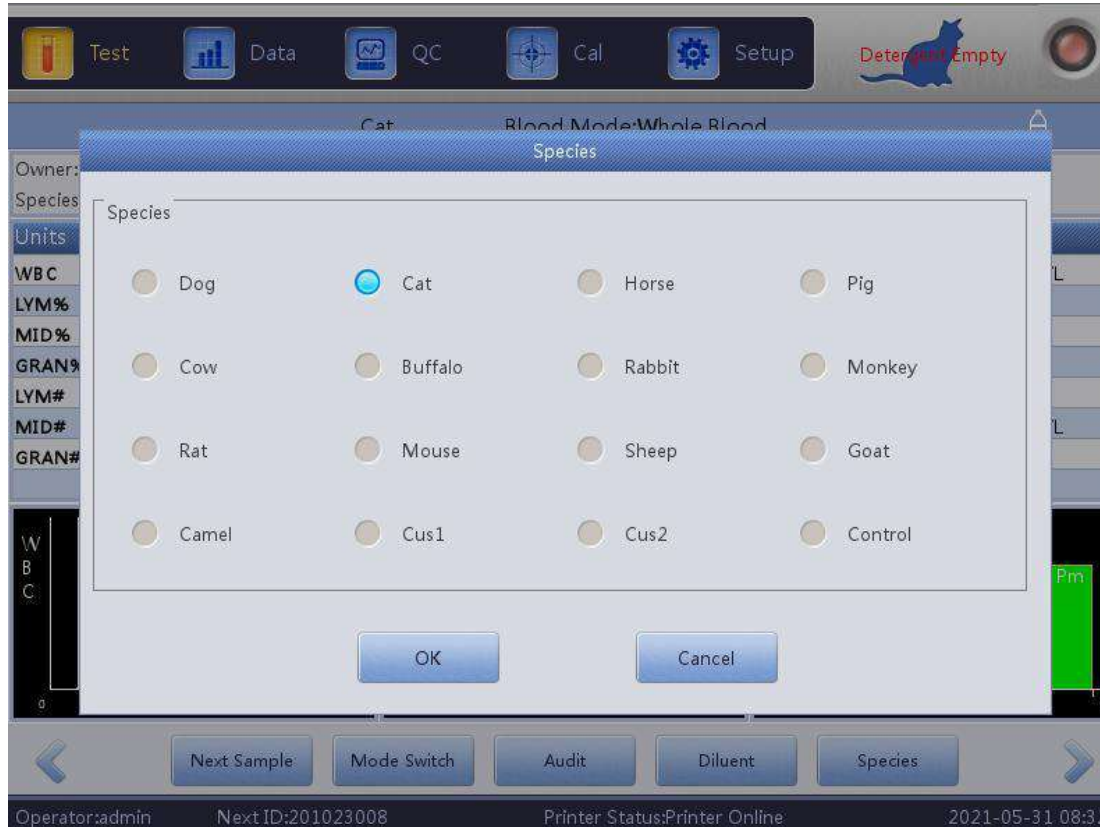 Test Data QC Cal Setup Detergent Empty
Cat Blood Mode:Whole Blood
Species
Owner:
Species
Species
Units
WBC
LYM%
MID%
GRAN%
LYM#
MID#
GRAN#
Dog Cat Horse Pig
Cow Buffalo Rabbit Monkey
Rat Mouse Sheep Goat
Camel Cus1 Cus2 Control
WBC
Pm
0
OK Cancel
Next Sample Mode Switch Audit Diluent Species
Operator:admin Next ID:201023008 Printer Status:Printer Online 2021-05-31 08:3